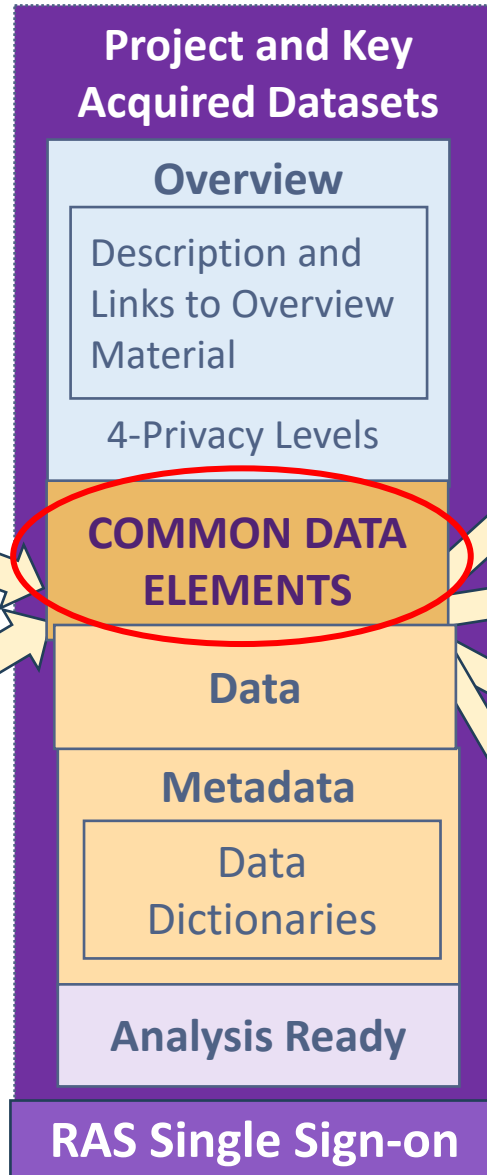 Project and Key
Acquired Datasets
Overview
Description and
Links to Overview
Material
4-Privacy Levels
COMMON DATA
ELEMENTS
Data
Metadata
Data
Dictionaries
Analysis Ready
RAS Single Sign-on